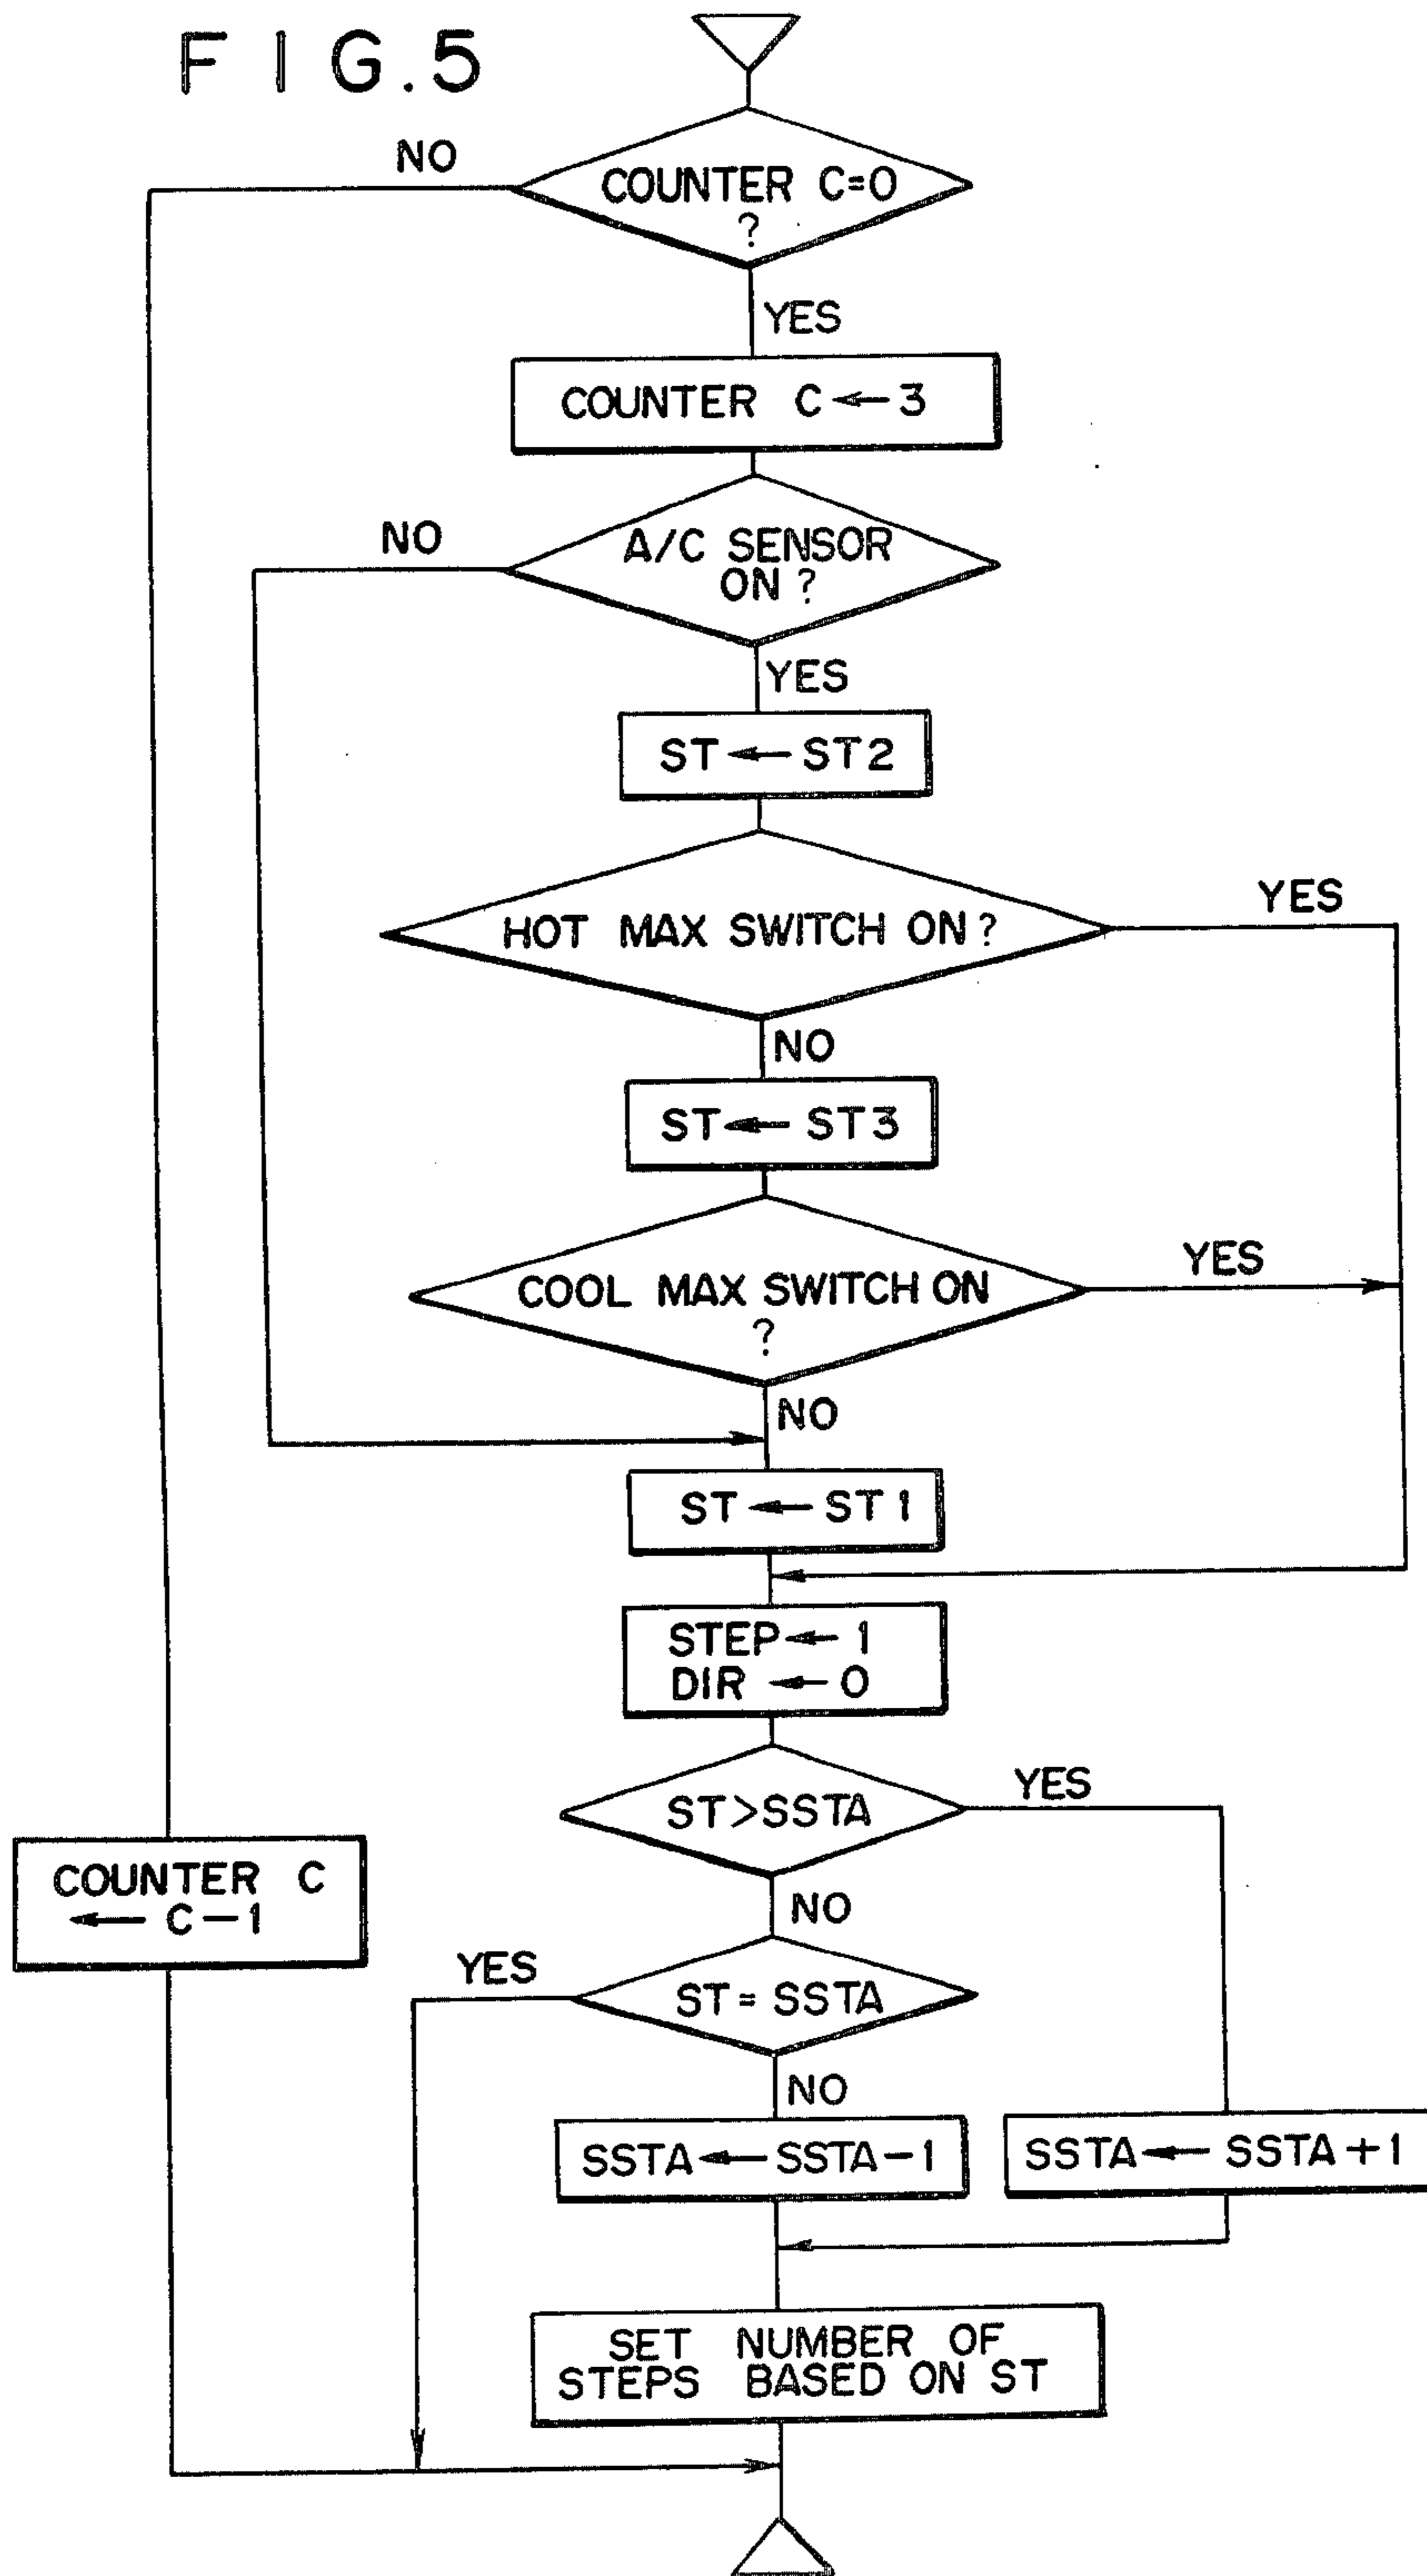 FIG.5
NO
COUNTER C=0
?
YES
COUNTER C←3
NO
A/C SENSOR
ON ?
YES
ST ← ST2
HOT MAX SWITCH ON ?
YES
NO
ST ← ST3
COOL MAX SWITCH ON
?
YES
NO
ST ← ST1
STEP ← 1
DIR ← 0
ST>SSTA
YES
NO
COUNTER C
← C-1
YES
ST = SSTA
NO
SSTA ← SSTA-1
SSTA ← SSTA+1
SET NUMBER OF
STEPS BASED ON ST